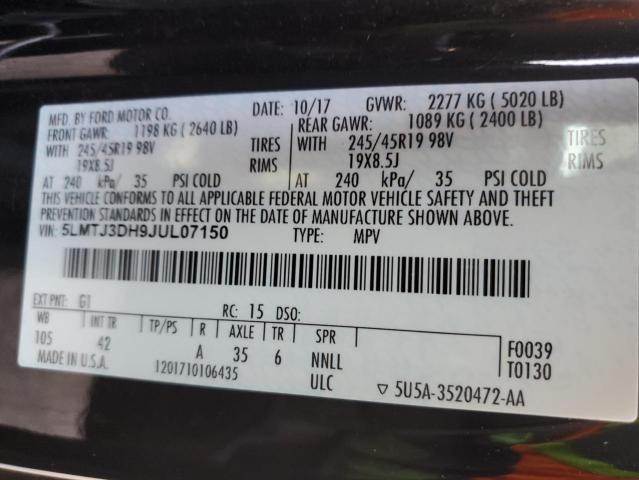 MFD. BY FORD MOTOR CO.
DATE: 10/17 GVWR: 2277 KG ( 5020 LB)
FRONT GAWR: 1198 KG ( 2640 LB)
REAR GAWR: 1089 KG ( 2400 LB)
WITH 245/45R19 98V TIRES
WITH 245/45R19 98V TIRES
19X8.5J RIMS
19X8.5J RIMS
AT 240 kPa/ 35 PSI COLD
AT 240 kPa/ 35 PSI COLD
THIS VEHICLE CONFORMS TO ALL APPLICABLE FEDERAL MOTOR VEHICLE SAFETY AND THEFT
PREVENTION STANDARDS IN EFFECT ON THE DATE OF MANUFACTURE SHOWN ABOVE.
VIN: 5LMTJ3DH9JUL07150 TYPE: MPV
EXT PNT: G1 RC: 15 DSO:
WB INT TR TP/PS R AXLE TR SPR
105 42 A 35 6 NNLL
F0039
T0130
MADE IN U.S.A. 1201710106435 ULC
▽ 5U5A-3520472-AA